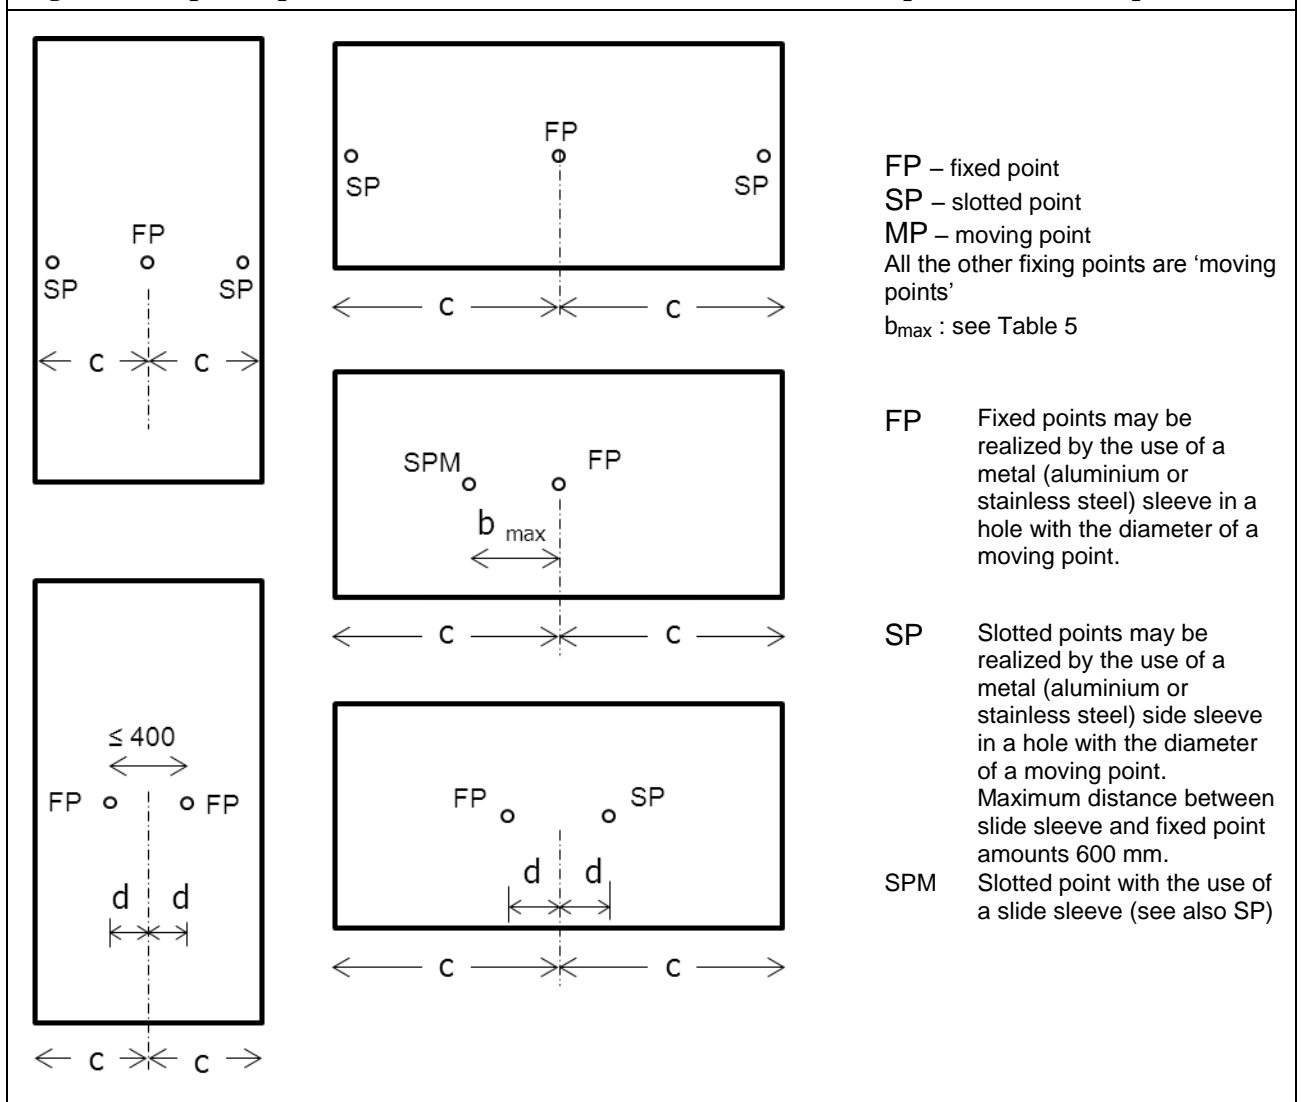 FP
SP
SP
c
c
FP
SP
SP
c
c
SPM
FP
b max
c
c
≤ 400
FP
FP
d
d
c
c
FP
SP
d
d
c
c
FP – fixed point
SP – slotted point
MP – moving point
All the other fixing points are ‘moving
points’
bmax : see Table 5
FP Fixed points may be
realized by the use of a
metal (aluminium or
stainless steel) sleeve in a
hole with the diameter of a
moving point.
SP Slotted points may be
realized by the use of a
metal (aluminium or
stainless steel) side sleeve
in a hole with the diameter
of a moving point.
Maximum distance between
slide sleeve and fixed point
amounts 600 mm.
SPM Slotted point with the use of
a slide sleeve (see also SP)